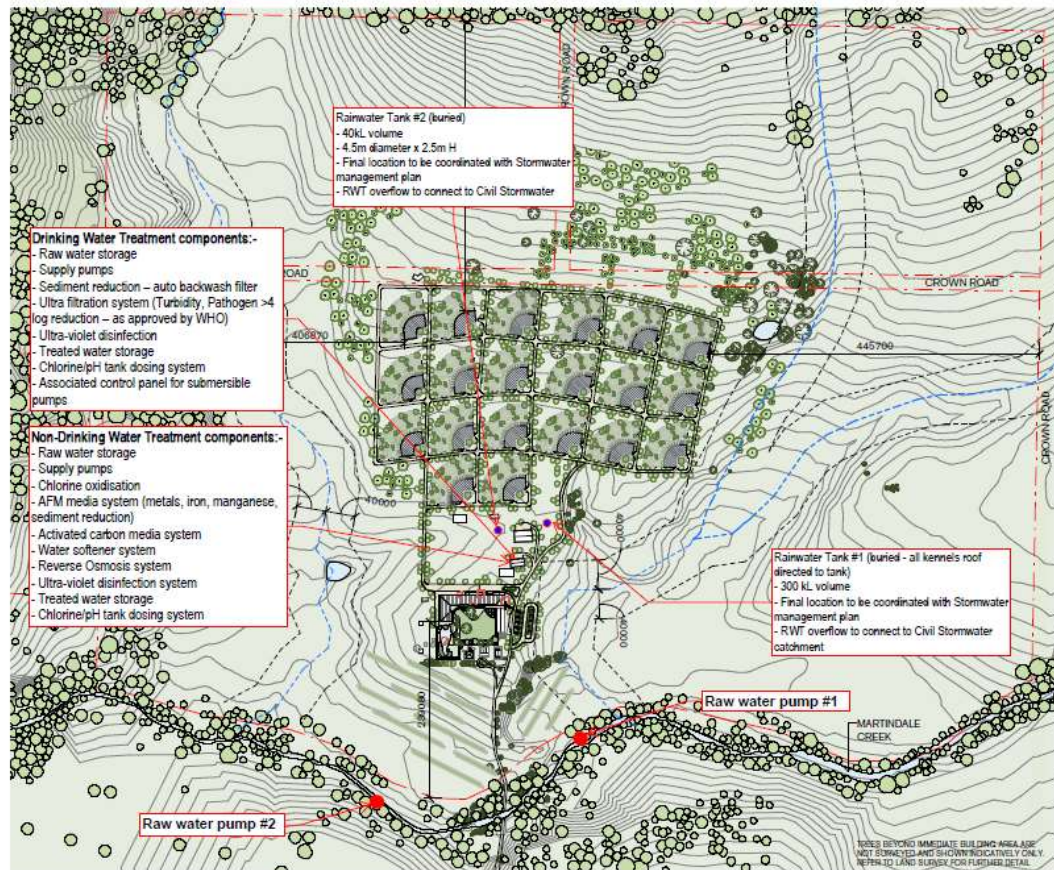 CROWN ROAD
Rainwater Tank #2 (buried)
- 40kL volume
- 4.5m diameter x 2.5m H
- Final location to be coordinated with Stormwater
management plan
- RWT overflow to connect to Civil Stormwater
Drinking Water Treatment components:-
- Raw water storage
- Supply pumps
- Sediment reduction – auto backwash filter
- Ultra filtration system (Turbidity, Pathogen >4
log reduction – as approved by WHO)
- Ultra-violet disinfection
- Treated water storage
- Chlorine/pH tank dosing system
- Associated control panel for submersible
pumps
ROAD
CROWN ROAD
406870
445700
CROWN ROAD
Non-Drinking Water Treatment components:-
- Raw water storage
- Supply pumps
- Chlorine oxidisation
- AFM media system (metals, iron, manganese,
sediment reduction)
- Activated carbon media system
- Water softener system
- Reverse Osmosis system
- Ultra-violet disinfection system
- Treated water storage
- Chlorine/pH tank dosing system
40000
40000
40000
Rainwater Tank #1 (buried - all kennels roof
directed to tank)
- 300 kL volume
- Final location to be coordinated with Stormwater
management plan
- RWT overflow to connect to Civil Stormwater
catchment
Raw water pump #1
MARTINDALE
CREEK
Raw water pump #2
TREES BEYOND IMMEDIATE BUILDING AREA ARE
NOT SURVEYED AND SHOWN INDICATIVELY ONLY.
REFER TO LAND SURVEY FOR FURTHER DETAIL